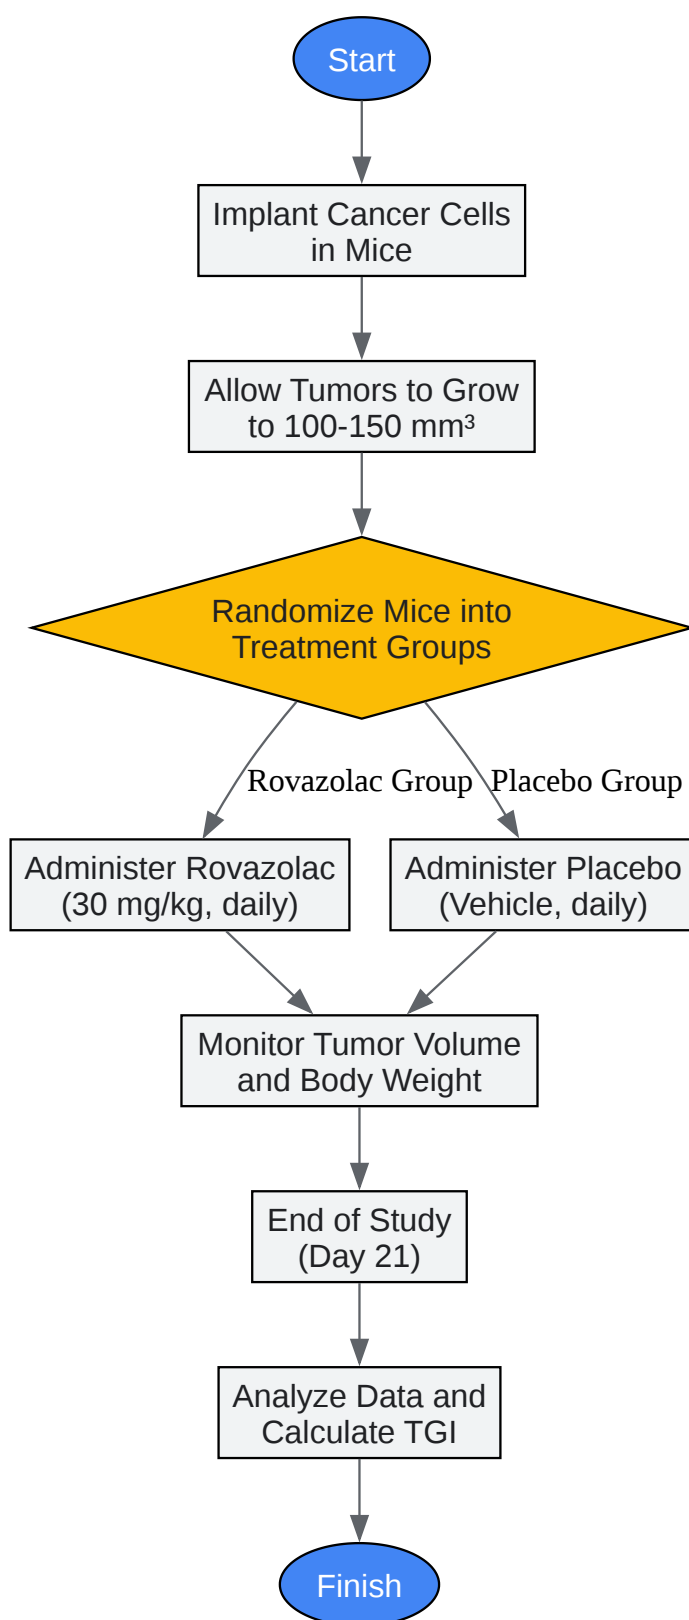 Start
Implant Cancer Cells
in Mice
Allow Tumors to Grow
to 100-150 mm³
Randomize Mice into
Treatment Groups
Rovazolac Group
Placebo Group
Administer Rovazolac
(30 mg/kg, daily)
Administer Placebo
(Vehicle, daily)
Monitor Tumor Volume
and Body Weight
End of Study
(Day 21)
Analyze Data and
Calculate TGI
Finish